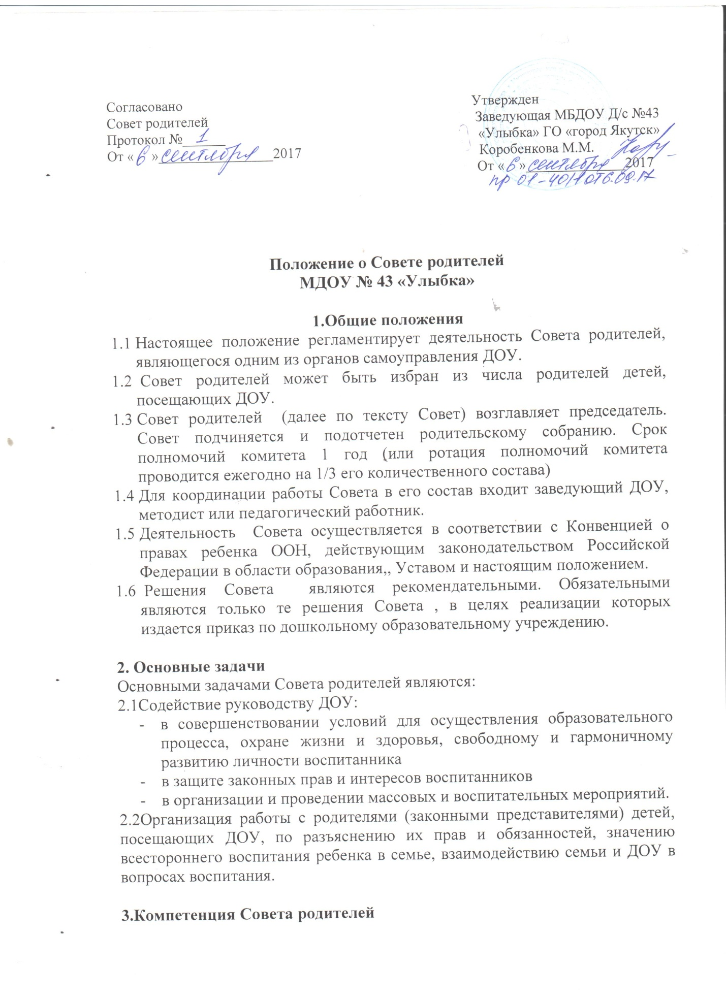 Согласовано
Совет родителей
Протокол № 1
От « 6 » сентября 2017
Утвержден
Заведующая МБДОУ Д/с №43
«Улыбка» ГО «город Якутск»
Коробенкова М.М.
От « 6 » сентября 2017
пр 01-40/1 от 6.09.17
Положение о Совете родителей
МДОУ № 43 «Улыбка»
1.Общие положения
1.1 Настоящее положение регламентирует деятельность Совета родителей,
являющегося одним из органов самоуправления ДОУ.
1.2 Совет родителей может быть избран из числа родителей детей,
посещающих ДОУ.
1.3 Совет родителей (далее по тексту Совет) возглавляет председатель.
Совет подчиняется и подотчетен родительскому собранию. Срок
полномочий комитета 1 год (или ротация полномочий комитета
проводится ежегодно на 1/3 его количественного состава)
1.4 Для координации работы Совета в его состав входит заведующий ДОУ,
методист или педагогический работник.
1.5 Деятельность Совета осуществляется в соответствии с Конвенцией о
правах ребенка ООН, действующим законодательством Российской
Федерации в области образования,, Уставом и настоящим положением.
1.6 Решения Совета являются рекомендательными. Обязательными
являются только те решения Совета , в целях реализации которых
издается приказ по дошкольному образовательному учреждению.
2. Основные задачи
Основными задачами Совета родителей являются:
2.1Содействие руководству ДОУ:
- в совершенствовании условий для осуществления образовательного
процесса, охране жизни и здоровья, свободному и гармоничному
развитию личности воспитанника
- в защите законных прав и интересов воспитанников
- в организации и проведении массовых и воспитательных мероприятий.
2.2Организация работы с родителями (законными представителями) детей,
посещающих ДОУ, по разъяснению их прав и обязанностей, значению
всестороннего воспитания ребенка в семье, взаимодействию семьи и ДОУ в
вопросах воспитания.
3.Компетенция Совета родителей